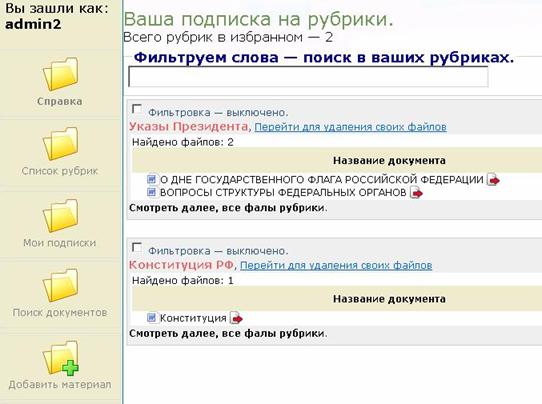 Вы зашли как:
admin2
Справка
Список рубрик
Мои подписки
Поиск документов
Добавить материал
Ваша подписка на рубрики.
Всего рубрик в избранном — 2
Фильтруем слова — поиск в ваших рубриках.
Фильтровка — выключено.
Указы Президента, Перейти для удаления своих файлов
Найдено файлов: 2
Название документа
О ДНЕ ГОСУДАРСТВЕННОГО ФЛАГА РОССИЙСКОЙ ФЕДЕРАЦИИ
ВОПРОСЫ СТРУКТУРЫ ФЕДЕРАЛЬНЫХ ОРГАНОВ
Смотреть далее, все фалы рубрики.
Фильтровка — выключено.
Конституция РФ, Перейти для удаления своих файлов
Найдено файлов: 1
Название документа
Конституция
Смотреть далее, все фалы рубрики.